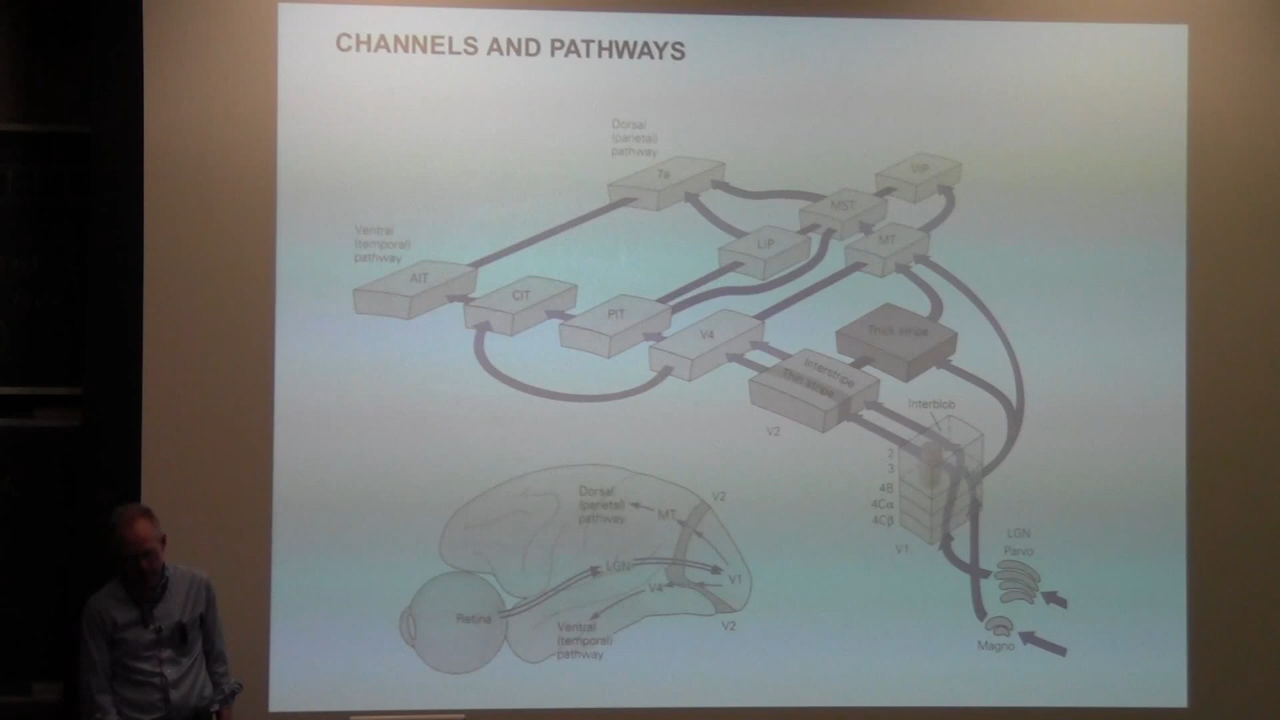 CHANNELS AND PATHWAYS
Dorsal
(parietal)
pathway
7a
VIP
MST
Ventral
(temporal)
pathway
LIP
MT
AIT
CIT
PIT
V4
Thick stripe
Interstripe
Thin stripe
V2
Interblob
2
3
4B
4Cα
4Cβ
V1
LGN
Parvo
Magno
Dorsal
(parietal)
pathway
V2
MT
LGN
V1
V4
Retina
V2
Ventral
(temporal)
pathway